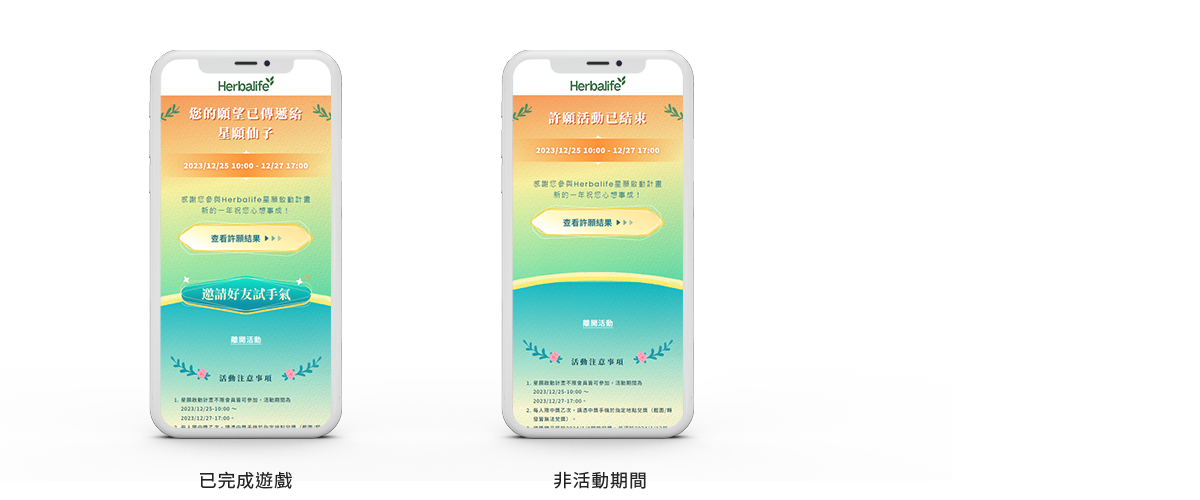 Herbalife
您的願望已傳遞給
星願仙子
2023/12/25 10:00 - 12/27 17:00
感謝您參與Herbalife星願啟動計畫
新的一年祝您心想事成！
查看許願結果
邀請好友試手氣
離開活動
活動注意事項
1. 星願啟動計畫不限會員皆可參加，活動期間為
2023/12/25-10:00 ～
2023/12/27-17:00。
已完成遊戲
Herbalife
許願活動已結束
2023/12/25 10:00 - 12/27 17:00
感謝您參與Herbalife星願啟動計畫
新的一年祝您心想事成！
查看許願結果
離開活動
活動注意事項
1. 星願啟動計畫不限會員皆可參加，活動期間為
2023/12/25-10:00 ～
2023/12/27-17:00。
2. 每人限中獎乙次，請憑中獎手機於指定地點兌獎（截圖/轉
發皆無法兌獎）。
非活動期間